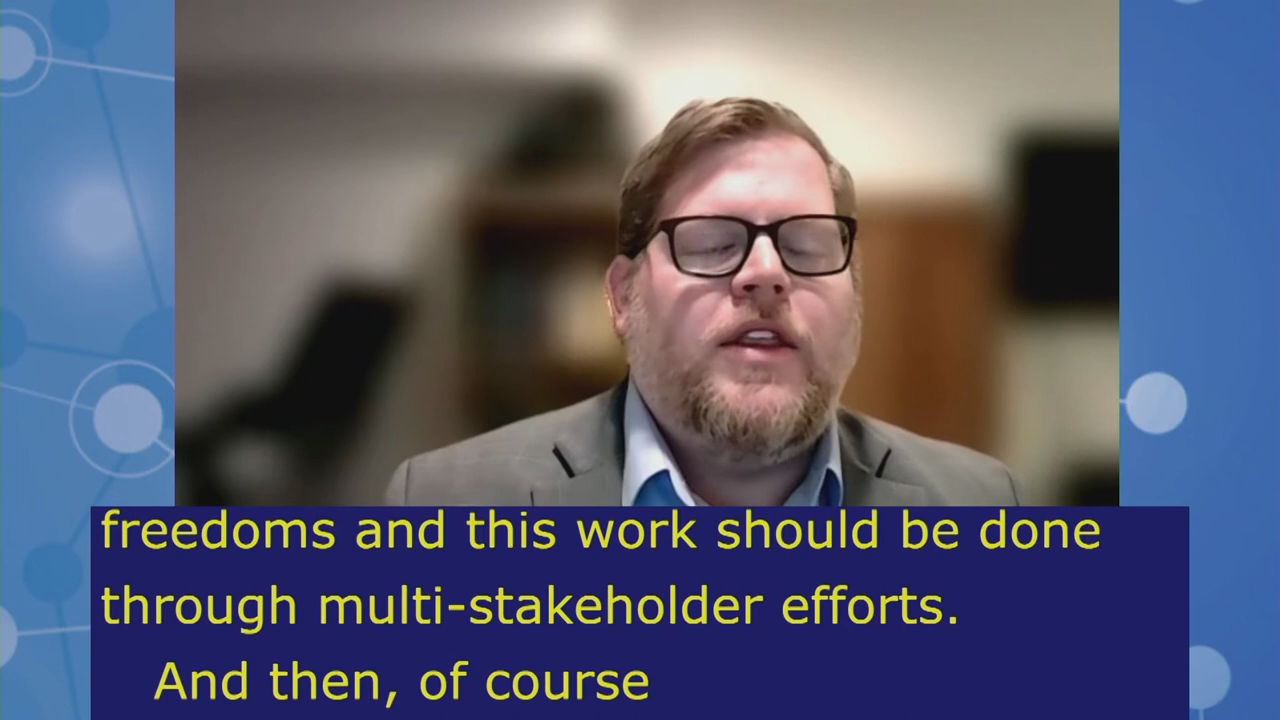 freedoms and this work should be done
through multi-stakeholder efforts.
And then, of course